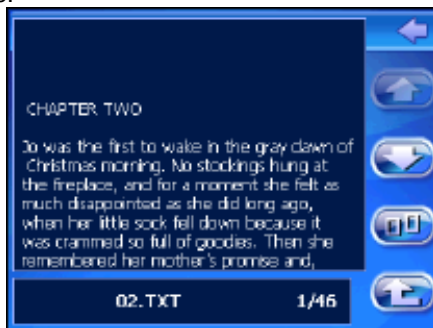 CHAPTER TWO
Jo was the first to wake in the gray dawn of
Christmas morning. No stockings hung at
the fireplace, and for a moment she felt as
much disappointed as she did long ago,
when her little sock fell down because it
was crammed so full of goodies. Then she
remembered her mother's promise and,
02.TXT 1/46